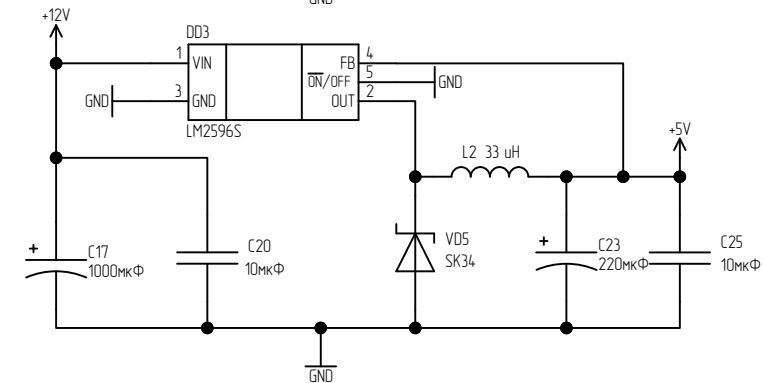 GND
+12V
DD3
1
VIN
FB
4
ON/OFF
5
GND
GND
3
GND
OUT
2
LM2596S
+5V
L2 33 uH
+
C17
1000мкФ
C20
10мкФ
VD5
SK34
+
C23
220мкФ
C25
10мкФ
GND